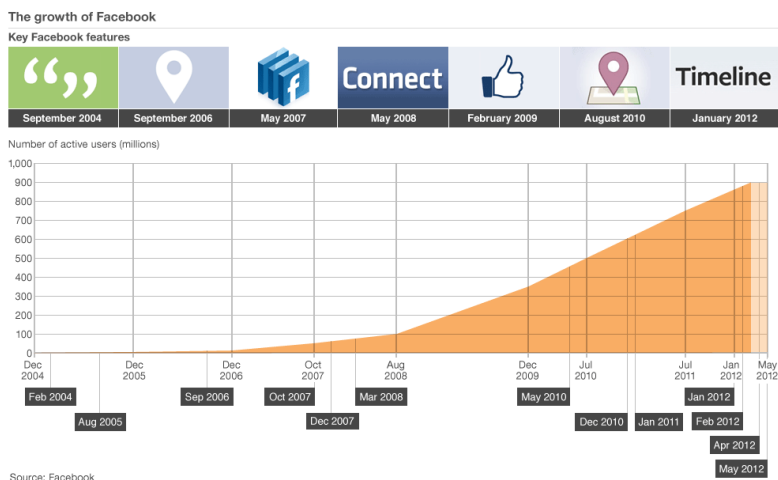 The growth of Facebook
Key Facebook features
“ ”
f
Connect
Timeline
September 2004 September 2006 May 2007 May 2008 February 2009 August 2010 January 2012
Number of active users (millions)
1,000
900
800
700
600
500
400
300
200
100
0
Dec 2004 Dec 2005 Dec 2006 Oct 2007 Aug 2008 Dec 2009 Jul 2010 Jul 2011 Jan 2012 May 2012
Feb 2004 Sep 2006 Oct 2007 Mar 2008 May 2010 Jan 2012
Aug 2005 Dec 2007 Dec 2010 Jan 2011 Feb 2012
Apr 2012
May 2012
Source: Facebook